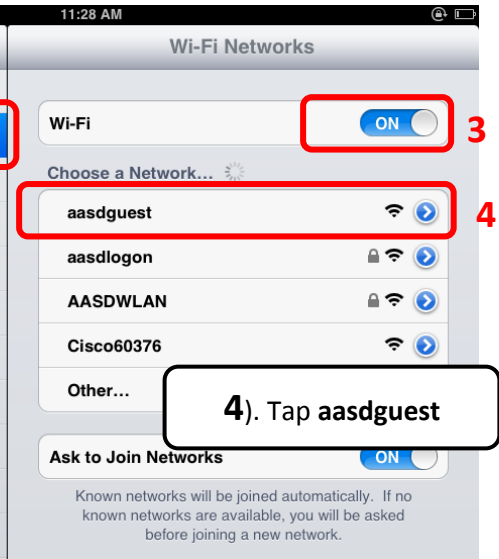 11:28 AM
Wi-Fi Networks
Wi-Fi ON 3
Choose a Network...
aasdguest 4
aasdlogon
AASDWLAN
Cisco60376
Other...
4). Tap aasdguest
Ask to Join Networks ON
Known networks will be joined automatically. If no
known networks are available, you will be asked
before joining a new network.